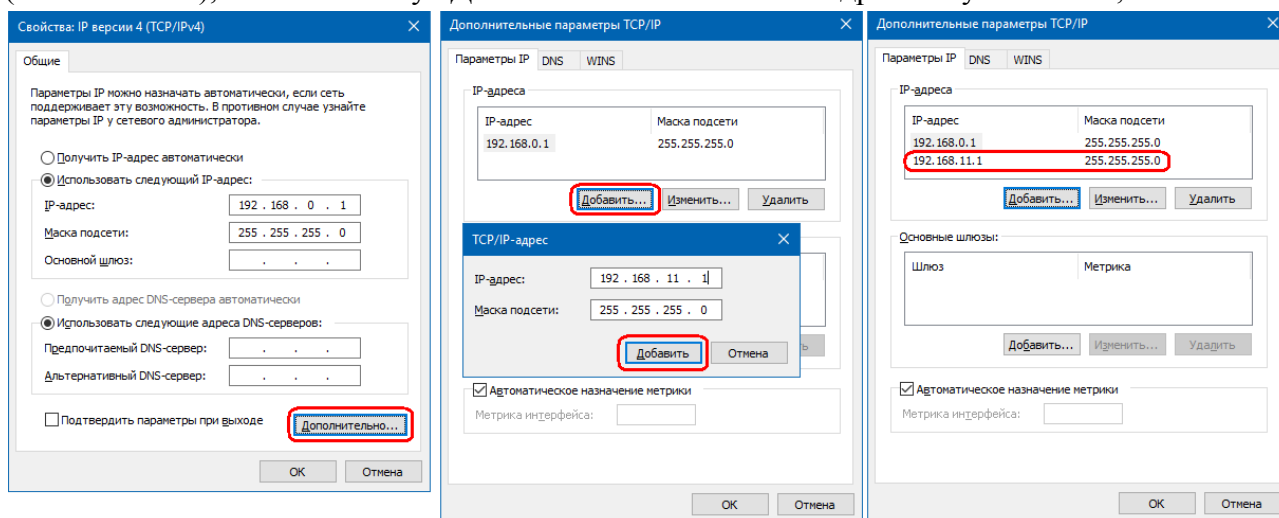 Свойства: IP версии 4 (TCP/IPv4)
Общие
Параметры IP можно назначать автоматически, если сеть
поддерживает эту возможность. В противном случае узнайте
параметры IP у сетевого администратора.
Получить IP-адрес автоматически
Использовать следующий IP-адрес:
IP-адрес: 192 . 168 . 0 . 1
Маска подсети: 255 . 255 . 255 . 0
Основной шлюз: . . .
Получить адрес DNS-сервера автоматически
Использовать следующие адреса DNS-серверов:
Предпочитаемый DNS-сервер: . . .
Альтернативный DNS-сервер: . . .
Подтвердить параметры при выходе Дополнительно...
ОК Отмена
Дополнительные параметры TCP/IP
Параметры IP DNS WINS
IP-адреса
IP-адрес Маска подсети
192.168.0.1 255.255.255.0
Добавить... Изменить... Удалить
TCP/IP-адрес
IP-адрес: 192 . 168 . 11 . 1
Маска подсети: 255 . 255 . 255 . 0
Добавить Отмена
Автоматическое назначение метрики
Метрика интерфейса:
ОК Отмена
Дополнительные параметры TCP/IP
Параметры IP DNS WINS
IP-адреса
IP-адрес Маска подсети
192.168.0.1 255.255.255.0
192.168.11.1 255.255.255.0
Добавить... Изменить... Удалить
Основные шлюзы:
Шлюз Метрика
Добавить... Изменить... Удалить
Автоматическое назначение метрики
Метрика интерфейса:
ОК Отмена